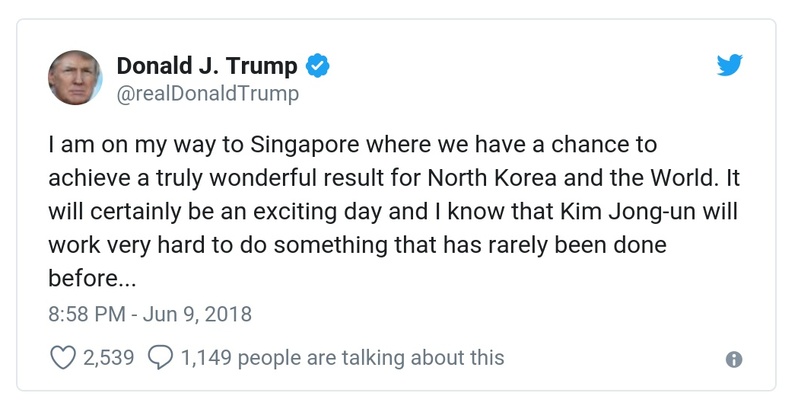 Donald J. Trump
@realDonaldTrump
I am on my way to Singapore where we have a chance to
achieve a truly wonderful result for North Korea and the World. It
will certainly be an exciting day and I know that Kim Jong-un will
work very hard to do something that has rarely been done
before...
8:58 PM - Jun 9, 2018
2,539 1,149 people are talking about this